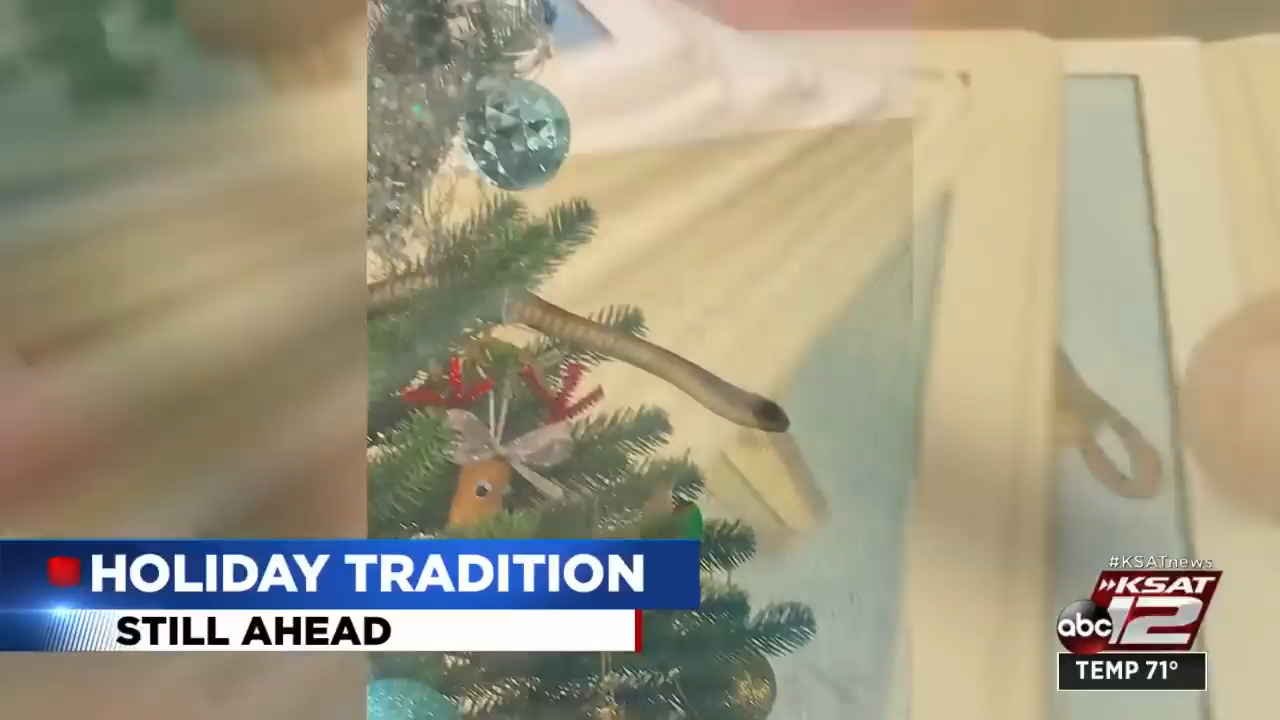 HOLIDAY TRADITION
STILL AHEAD
#KSATnews
KSAT
abc 12
TEMP 71°